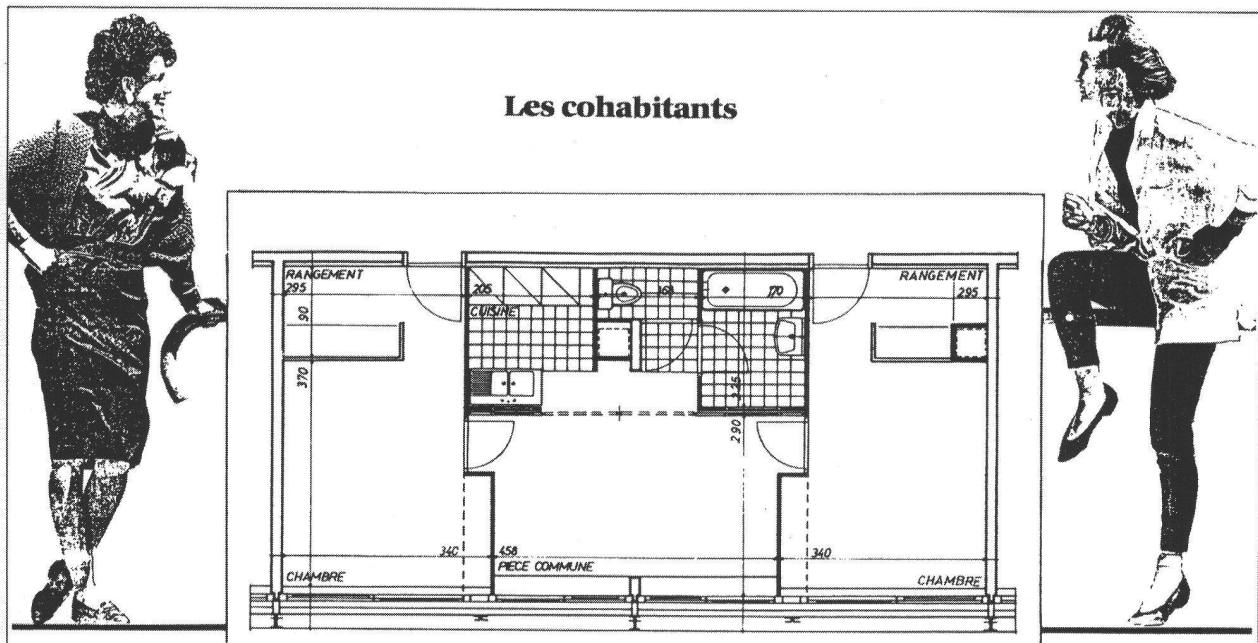 Les cohabitants
RANGEMENT
295
90
370
205
CUISINE
170
RANGEMENT
295
290
340
458
340
CHAMBRE
PIECE COMMUNE
CHAMBRE